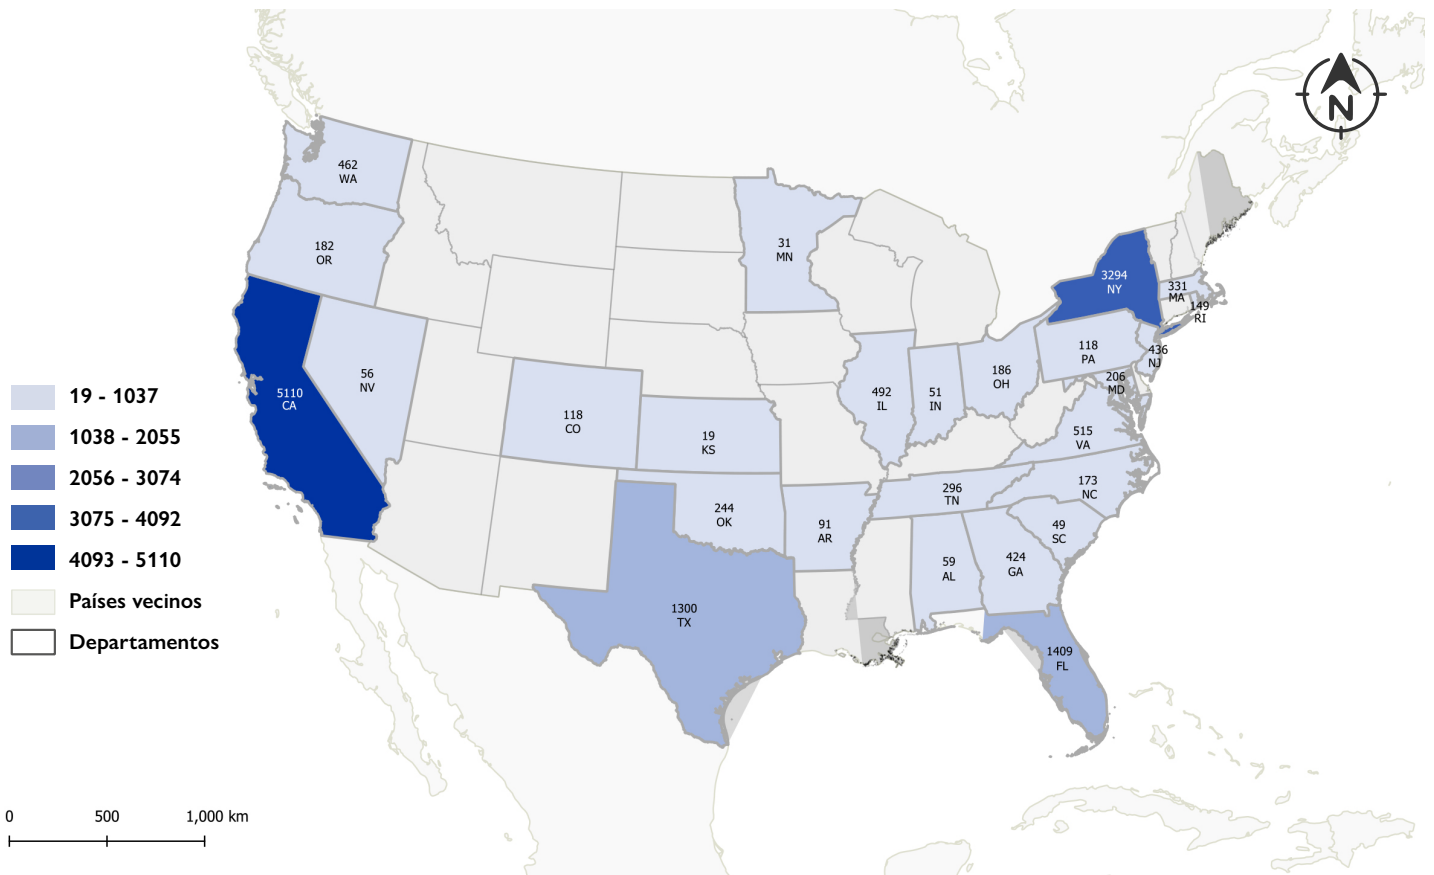 N
462
WA
182
OR
31
MN
3294
NY
331
MA
149
RI
5110
CA
56
NV
118
CO
19
KS
492
IL
51
IN
186
OH
118
PA
436
NJ
206
MD
515
VA
244
OK
91
AR
296
TN
173
NC
49
SC
59
AL
424
GA
1300
TX
1409
FL
19 - 1037
1038 - 2055
2056 - 3074
3075 - 4092
4093 - 5110
Países vecinos
Departamentos
0 500 1,000 km